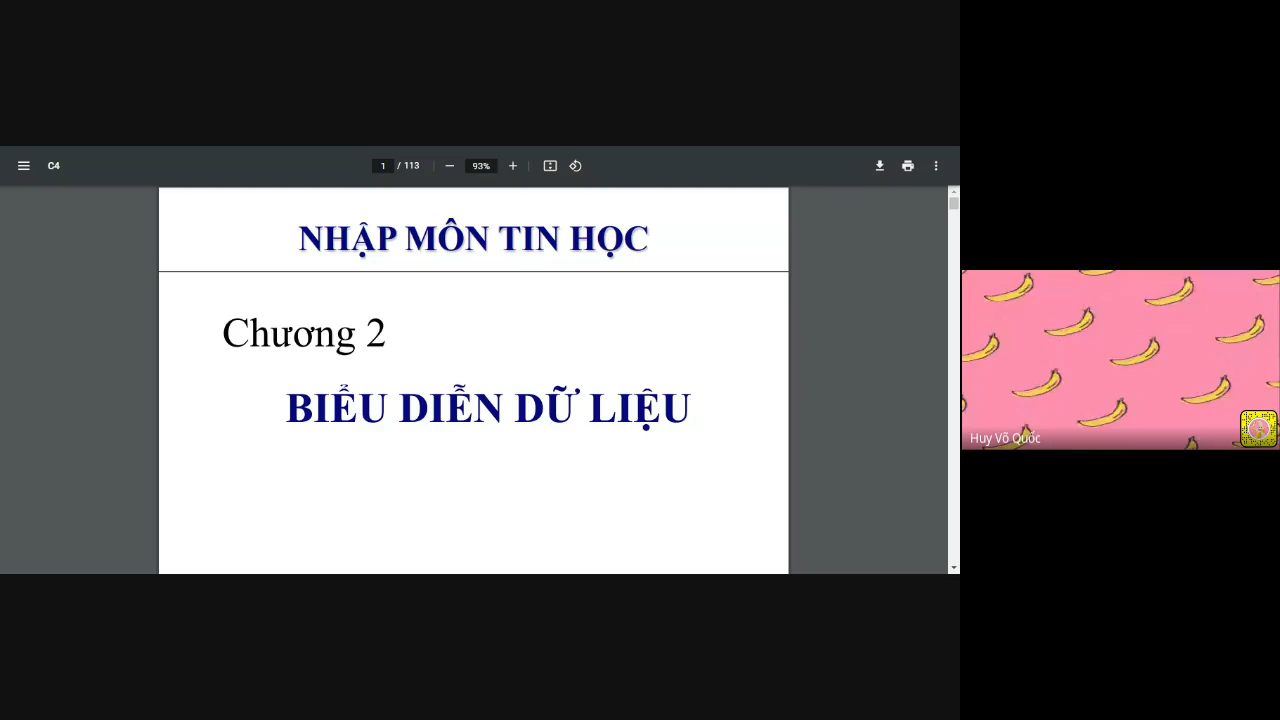 C4
1 / 113
93%
NHẬP MÔN TIN HỌC
Chương 2
BIỂU DIỄN DỮ LIỆU
Huy Võ Quốc